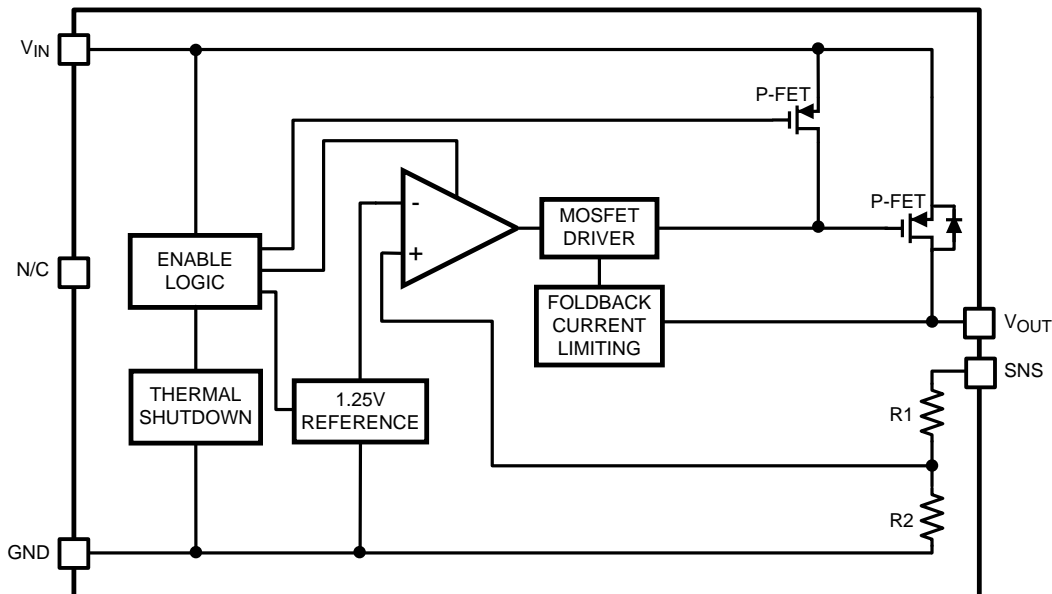 VIN
P-FET
P-FET
-
MOSFET
DRIVER
+
N/C
ENABLE
LOGIC
FOLDBACK
CURRENT
LIMITING
VOUT
SNS
THERMAL
SHUTDOWN
1.25V
REFERENCE
R1
R2
GND